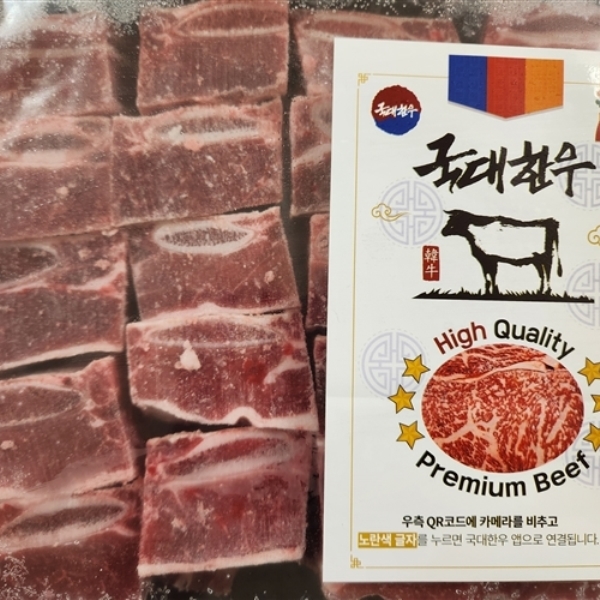 국대한우
국대한우
韓牛
High Quality
Premium Beef
우측 QR코드에 카메라를 비추고
노란색 글자를 누르면 국대한우 앱으로 연결됩니다.